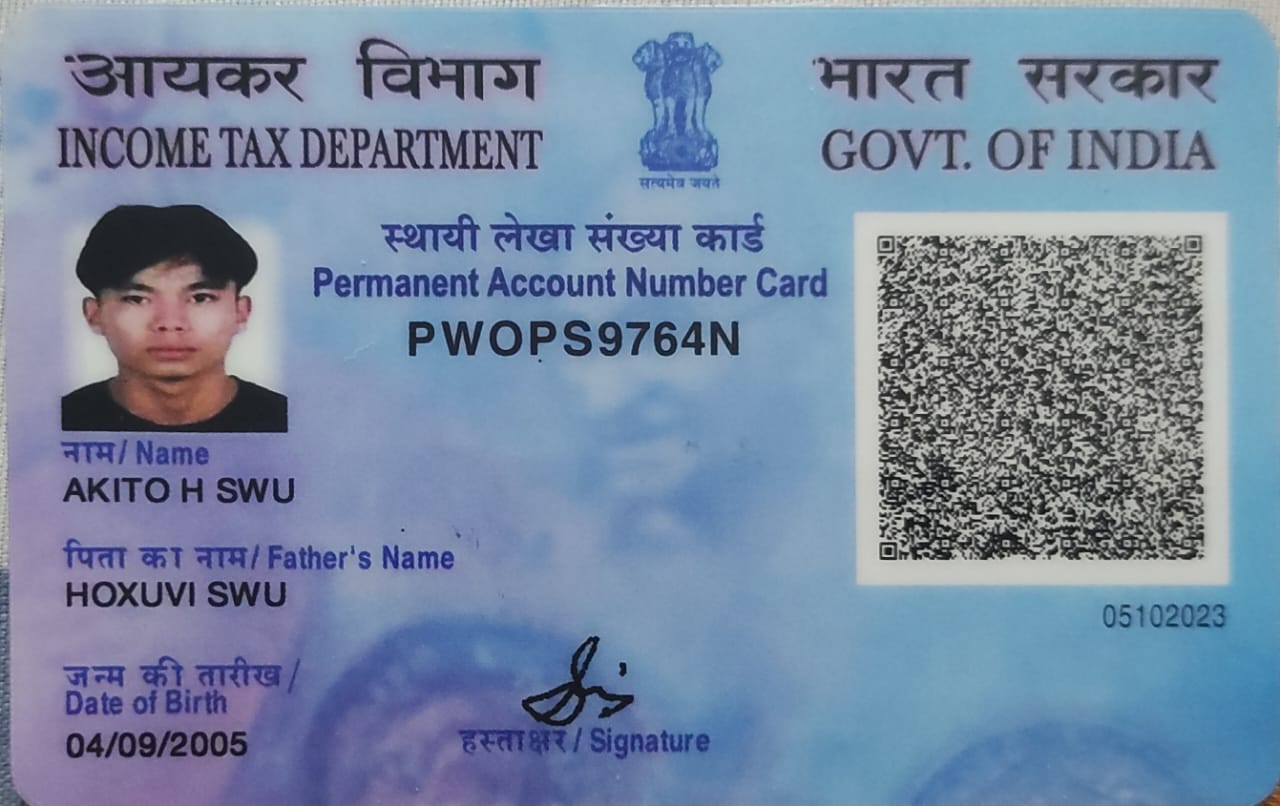 आयकर विभाग
INCOME TAX DEPARTMENT
सत्यमेव जयते
भारत सरकार
GOVT. OF INDIA
स्थायी लेखा संख्या कार्ड
Permanent Account Number Card
PWOPS9764N
नाम / Name
AKITO H SWU
पिता का नाम / Father's Name
HOXUVI SWU
जन्म की तारीख /
Date of Birth
04/09/2005
हस्ताक्षर / Signature
05102023